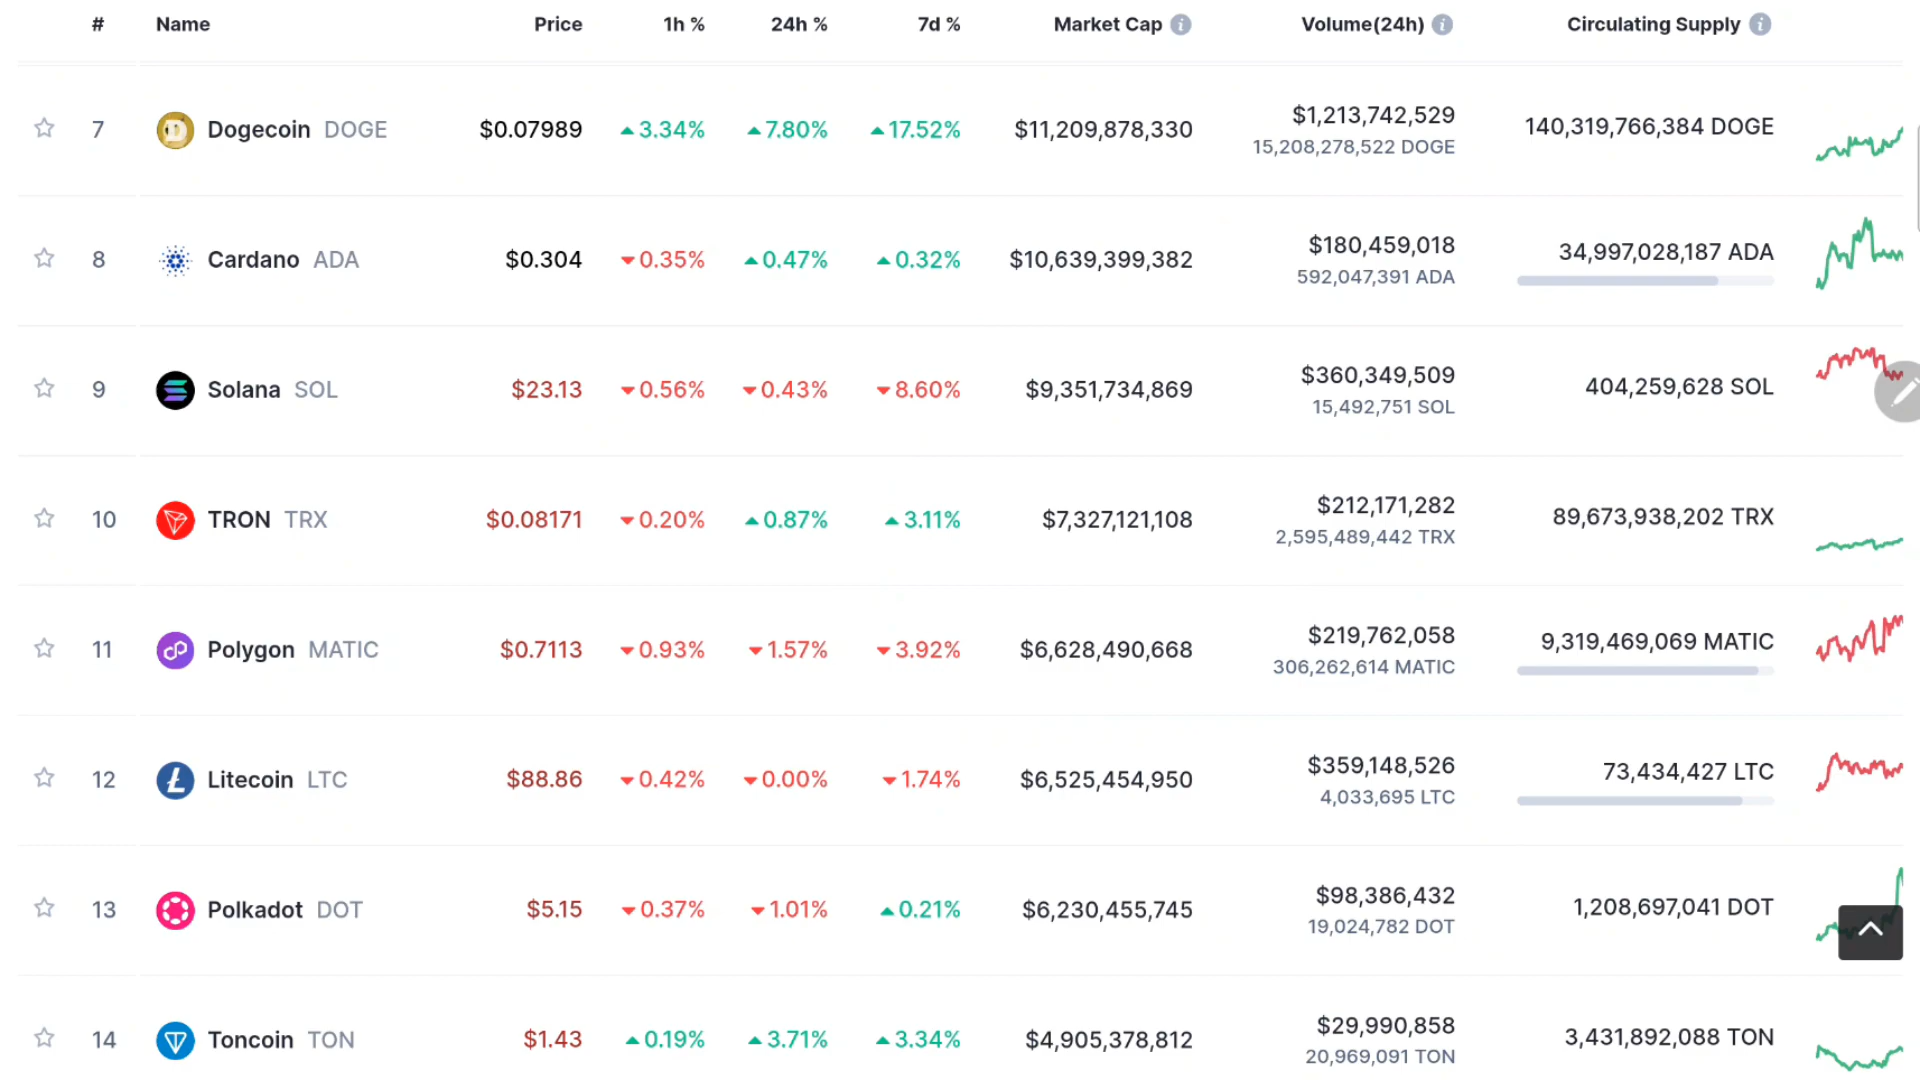 # Name Price 1h % 24h % 7d % Market Cap Volume(24h) Circulating Supply
7 Dogecoin DOGE $0.07989 3.34% 7.80% 17.52% $11,209,878,330 $1,213,742,529 140,319,766,384 DOGE
15,208,278,522 DOGE
8 Cardano ADA $0.304 0.35% 0.47% 0.32% $10,639,399,382 $180,459,018 34,997,028,187 ADA
592,047,391 ADA
9 Solana SOL $23.13 0.56% 0.43% 8.60% $9,351,734,869 $360,349,509 404,259,628 SOL
15,492,751 SOL
10 TRON TRX $0.08171 0.20% 0.87% 3.11% $7,327,121,108 $212,171,282 89,673,938,202 TRX
2,595,489,442 TRX
11 Polygon MATIC $0.7113 0.93% 1.57% 3.92% $6,628,490,668 $219,762,058 9,319,469,069 MATIC
306,262,614 MATIC
12 Litecoin LTC $88.86 0.42% 0.00% 1.74% $6,525,454,950 $359,148,526 73,434,427 LTC
4,033,695 LTC
13 Polkadot DOT $5.15 0.37% 1.01% 0.21% $6,230,455,745 $98,386,432 1,208,697,041 DOT
19,024,782 DOT
14 Toncoin TON $1.43 0.19% 3.71% 3.34% $4,905,378,812 $29,990,858 3,431,892,088 TON
20,969,091 TON